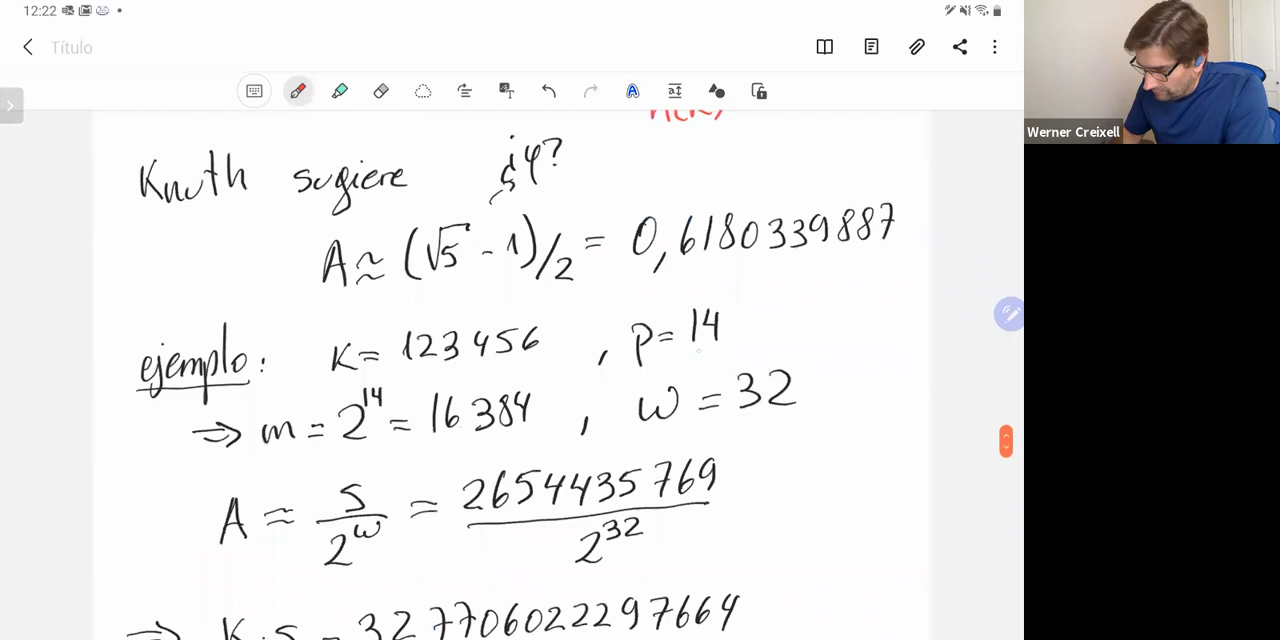 12:22
Título
Werner Creixell
Knuth sugiere ¿φ?
A ≈ (√5 - 1)/2 = 0,6180339887
ejemplo: K = 123456 , p = 14
⇒ m = 2^14 = 16384 , w = 32
A ≈ s/2^w = 2654435769/2^32
⇒ K·s = 327706022297664